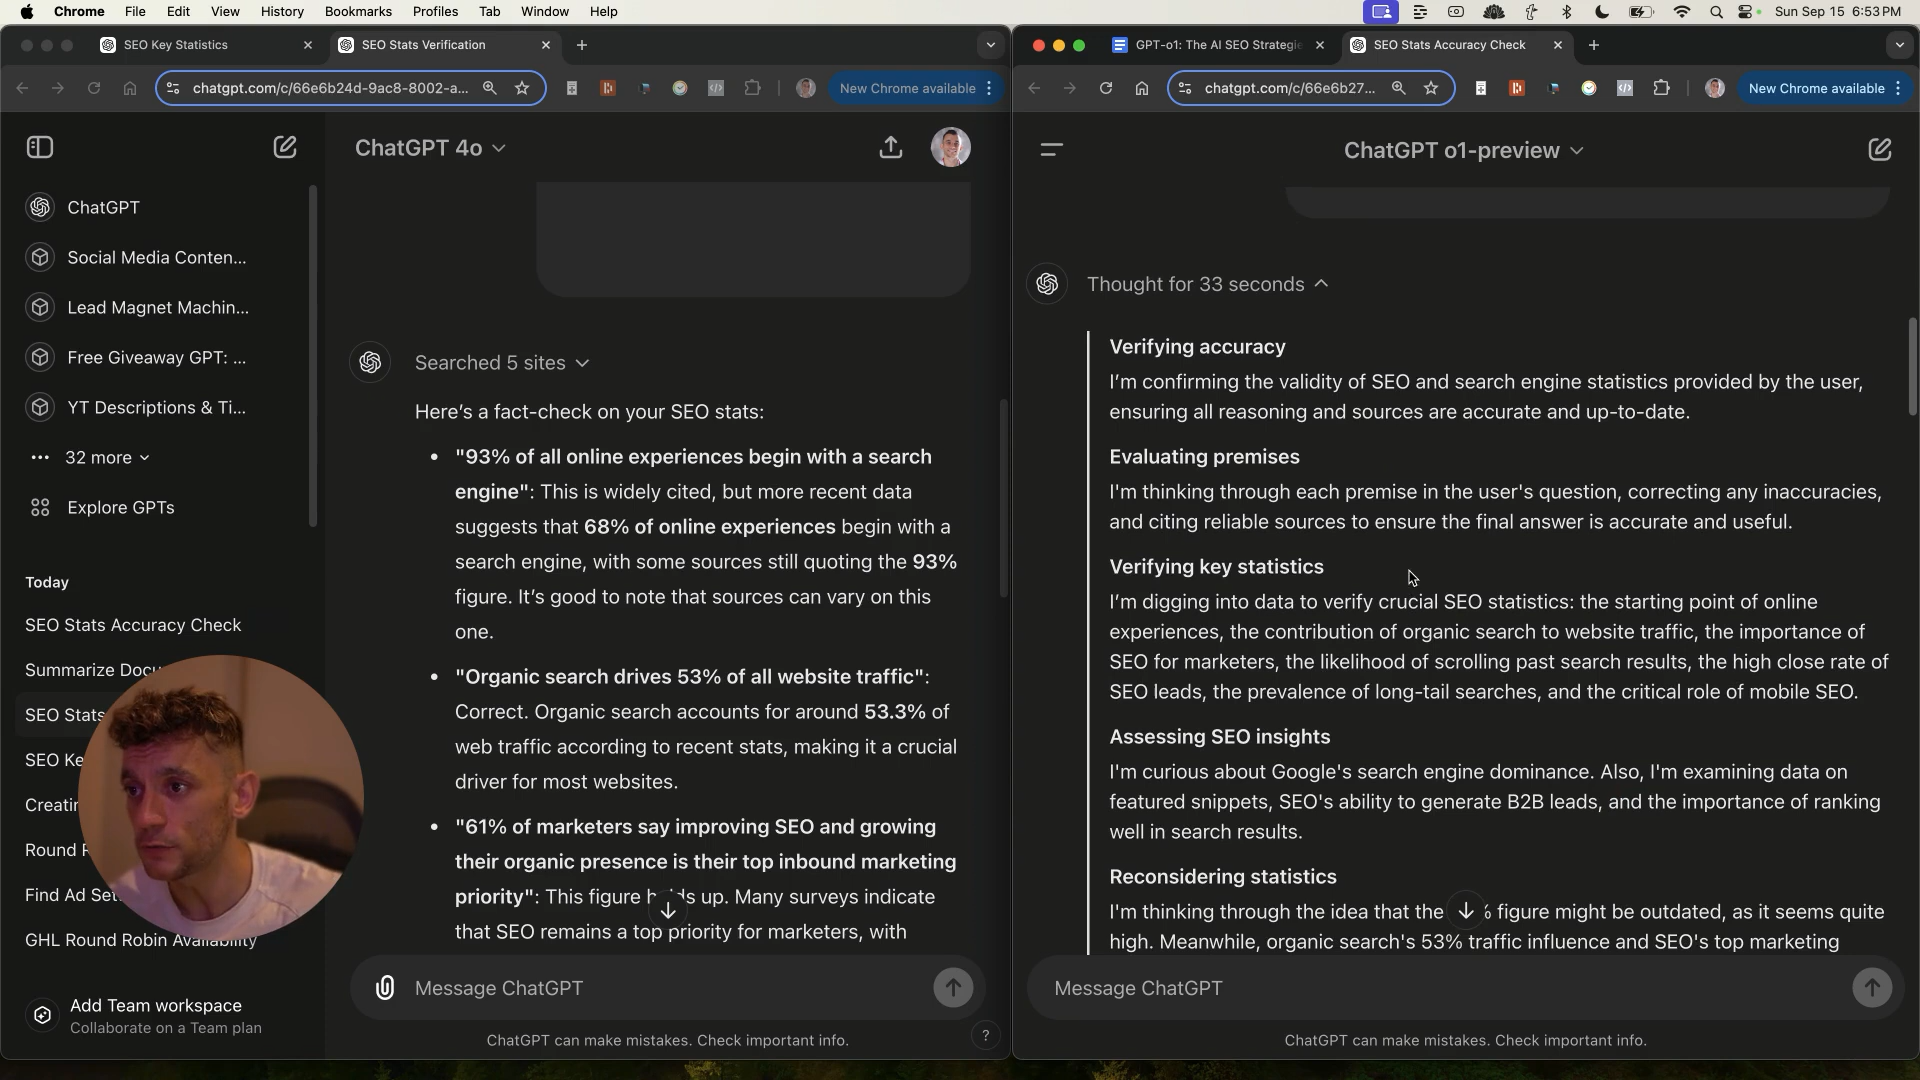 Chrome File Edit View History Bookmarks Profiles Tab Window Help
Sun Sep 15 6:53 PM
SEO Key Statistics
SEO Stats Verification
chatgpt.com/c/66e6b24d-9ac8-8002-a...
New Chrome available
ChatGPT
Social Media Conten...
Lead Magnet Machin...
Free Giveaway GPT: ...
YT Descriptions & Ti...
32 more
Explore GPTs
Today
SEO Stats Accuracy Check
Summarize Docu
SEO Stats
SEO Ke
Creatin
Round R
Find Ad Set
GHL Round Robin Availability
Add Team workspace
Collaborate on a Team plan
ChatGPT 4o
Searched 5 sites
Here's a fact-check on your SEO stats:
"93% of all online experiences begin with a search
engine": This is widely cited, but more recent data
suggests that 68% of online experiences begin with a
search engine, with some sources still quoting the 93%
figure. It's good to note that sources can vary on this
one.
"Organic search drives 53% of all website traffic":
Correct. Organic search accounts for around 53.3% of
web traffic according to recent stats, making it a crucial
driver for most websites.
"61% of marketers say improving SEO and growing
their organic presence is their top inbound marketing
priority": This figure holds up. Many surveys indicate
that SEO remains a top priority for marketers, with
Message ChatGPT
ChatGPT can make mistakes. Check important info.
?
GPT-o1: The AI SEO Strategie
SEO Stats Accuracy Check
chatgpt.com/c/66e6b27...
New Chrome available
ChatGPT o1-preview
Thought for 33 seconds
Verifying accuracy
I'm confirming the validity of SEO and search engine statistics provided by the user,
ensuring all reasoning and sources are accurate and up-to-date.
Evaluating premises
I'm thinking through each premise in the user's question, correcting any inaccuracies,
and citing reliable sources to ensure the final answer is accurate and useful.
Verifying key statistics
I'm digging into data to verify crucial SEO statistics: the starting point of online
experiences, the contribution of organic search to website traffic, the importance of
SEO for marketers, the likelihood of scrolling past search results, the high close rate of
SEO leads, the prevalence of long-tail searches, and the critical role of mobile SEO.
Assessing SEO insights
I'm curious about Google's search engine dominance. Also, I'm examining data on
featured snippets, SEO's ability to generate B2B leads, and the importance of ranking
well in search results.
Reconsidering statistics
I'm thinking through the idea that the % figure might be outdated, as it seems quite
high. Meanwhile, organic search's 53% traffic influence and SEO's top marketing
Message ChatGPT
ChatGPT can make mistakes. Check important info.